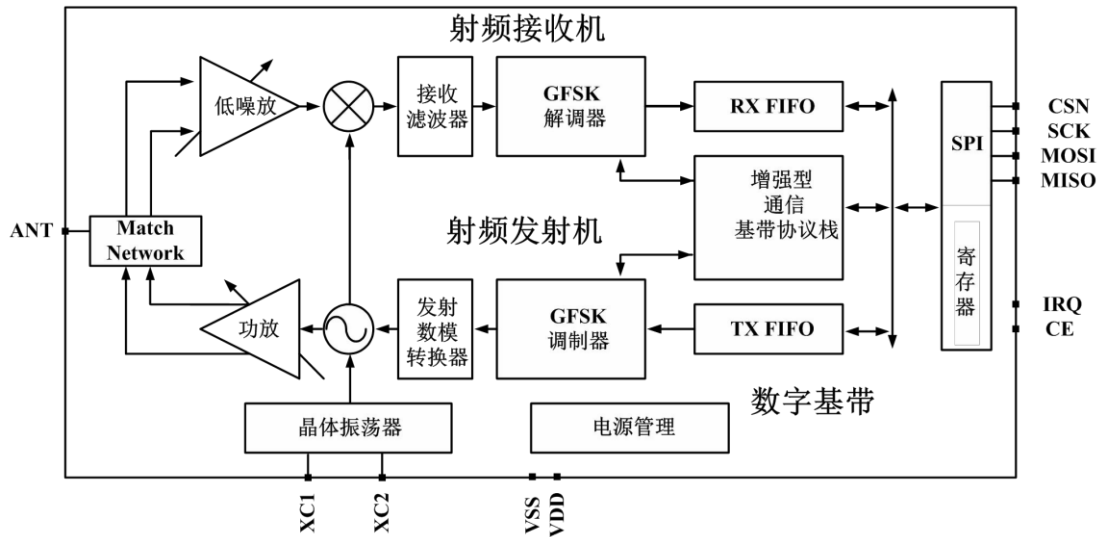 射频接收机
低噪放
接收
滤波器
GFSK
解调器
RX FIFO
SPI
CSN
SCK
MOSI
MISO
增强型
通信
基带协议栈
ANT
Match
Network
射频发射机
寄存器
功放
发射
数模
转换器
GFSK
调制器
TX FIFO
IRQ
CE
数字基带
晶体振荡器
电源管理
XC1
XC2
VSS
VDD